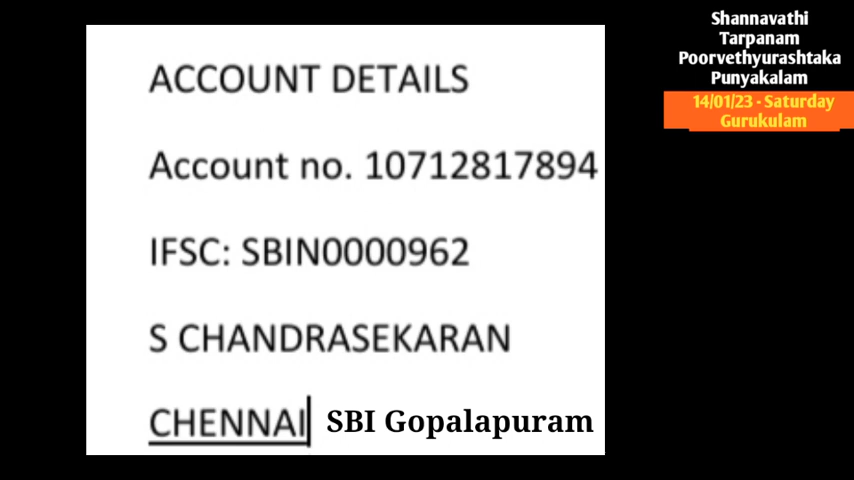 ACCOUNT DETAILS
Account no. 10712817894
IFSC: SBIN0000962
S CHANDRASEKARAN
CHENNAI SBI Gopalapuram
Shannavathi
Tarpanam
Poorvethyurashtaka
Punyakalam
14/01/23 - Saturday
Gurukulam